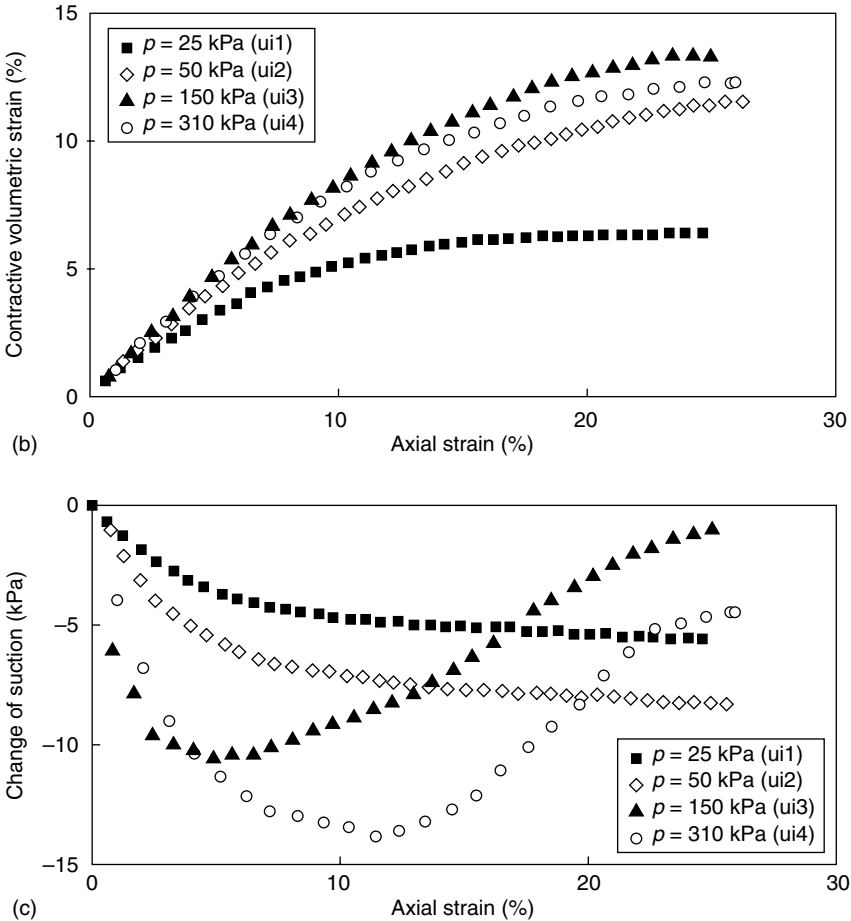 15
p = 25 kPa (ui1)
p = 50 kPa (ui2)
p = 150 kPa (ui3)
p = 310 kPa (ui4)
10
5
0
0 10 20 30
Contractive volumetric strain (%)
Axial strain (%)
(b)
0
−5
−10
−15
0 10 20 30
Change of suction (kPa)
p = 25 kPa (ui1)
p = 50 kPa (ui2)
p = 150 kPa (ui3)
p = 310 kPa (ui4)
Axial strain (%)
(c)